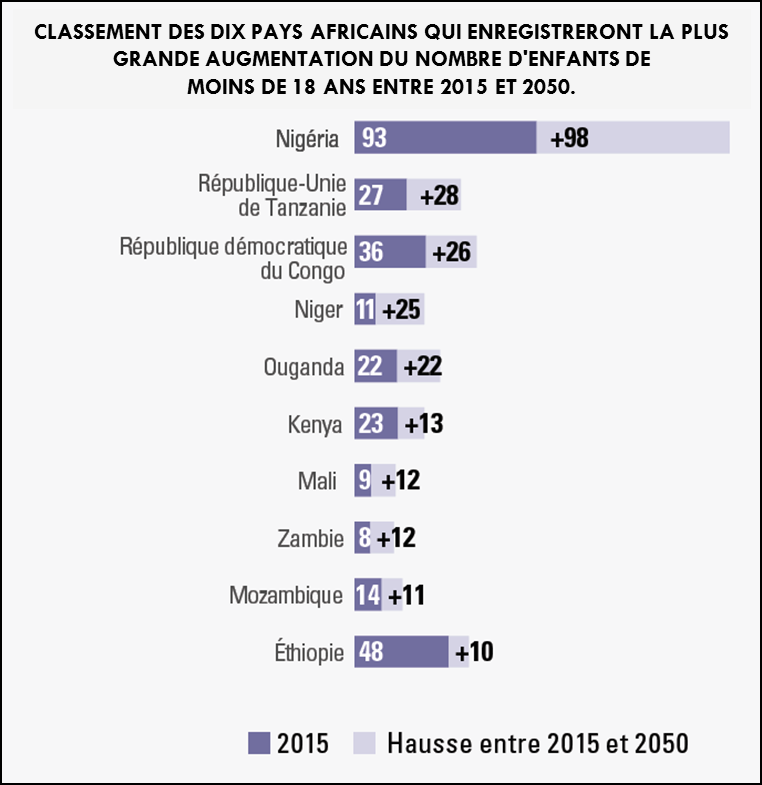 CLASSEMENT DES DIX PAYS AFRICAINS QUI ENREGISTRERONT LA PLUS
GRANDE AUGMENTATION DU NOMBRE D'ENFANTS DE
MOINS DE 18 ANS ENTRE 2015 ET 2050.
Nigéria 93 +98
République-Unie
de Tanzanie 27 +28
République démocratique
du Congo 36 +26
Niger 11 +25
Ouganda 22 +22
Kenya 23 +13
Mali 9 +12
Zambie 8 +12
Mozambique 14 +11
Éthiopie 48 +10
2015 Hausse entre 2015 et 2050